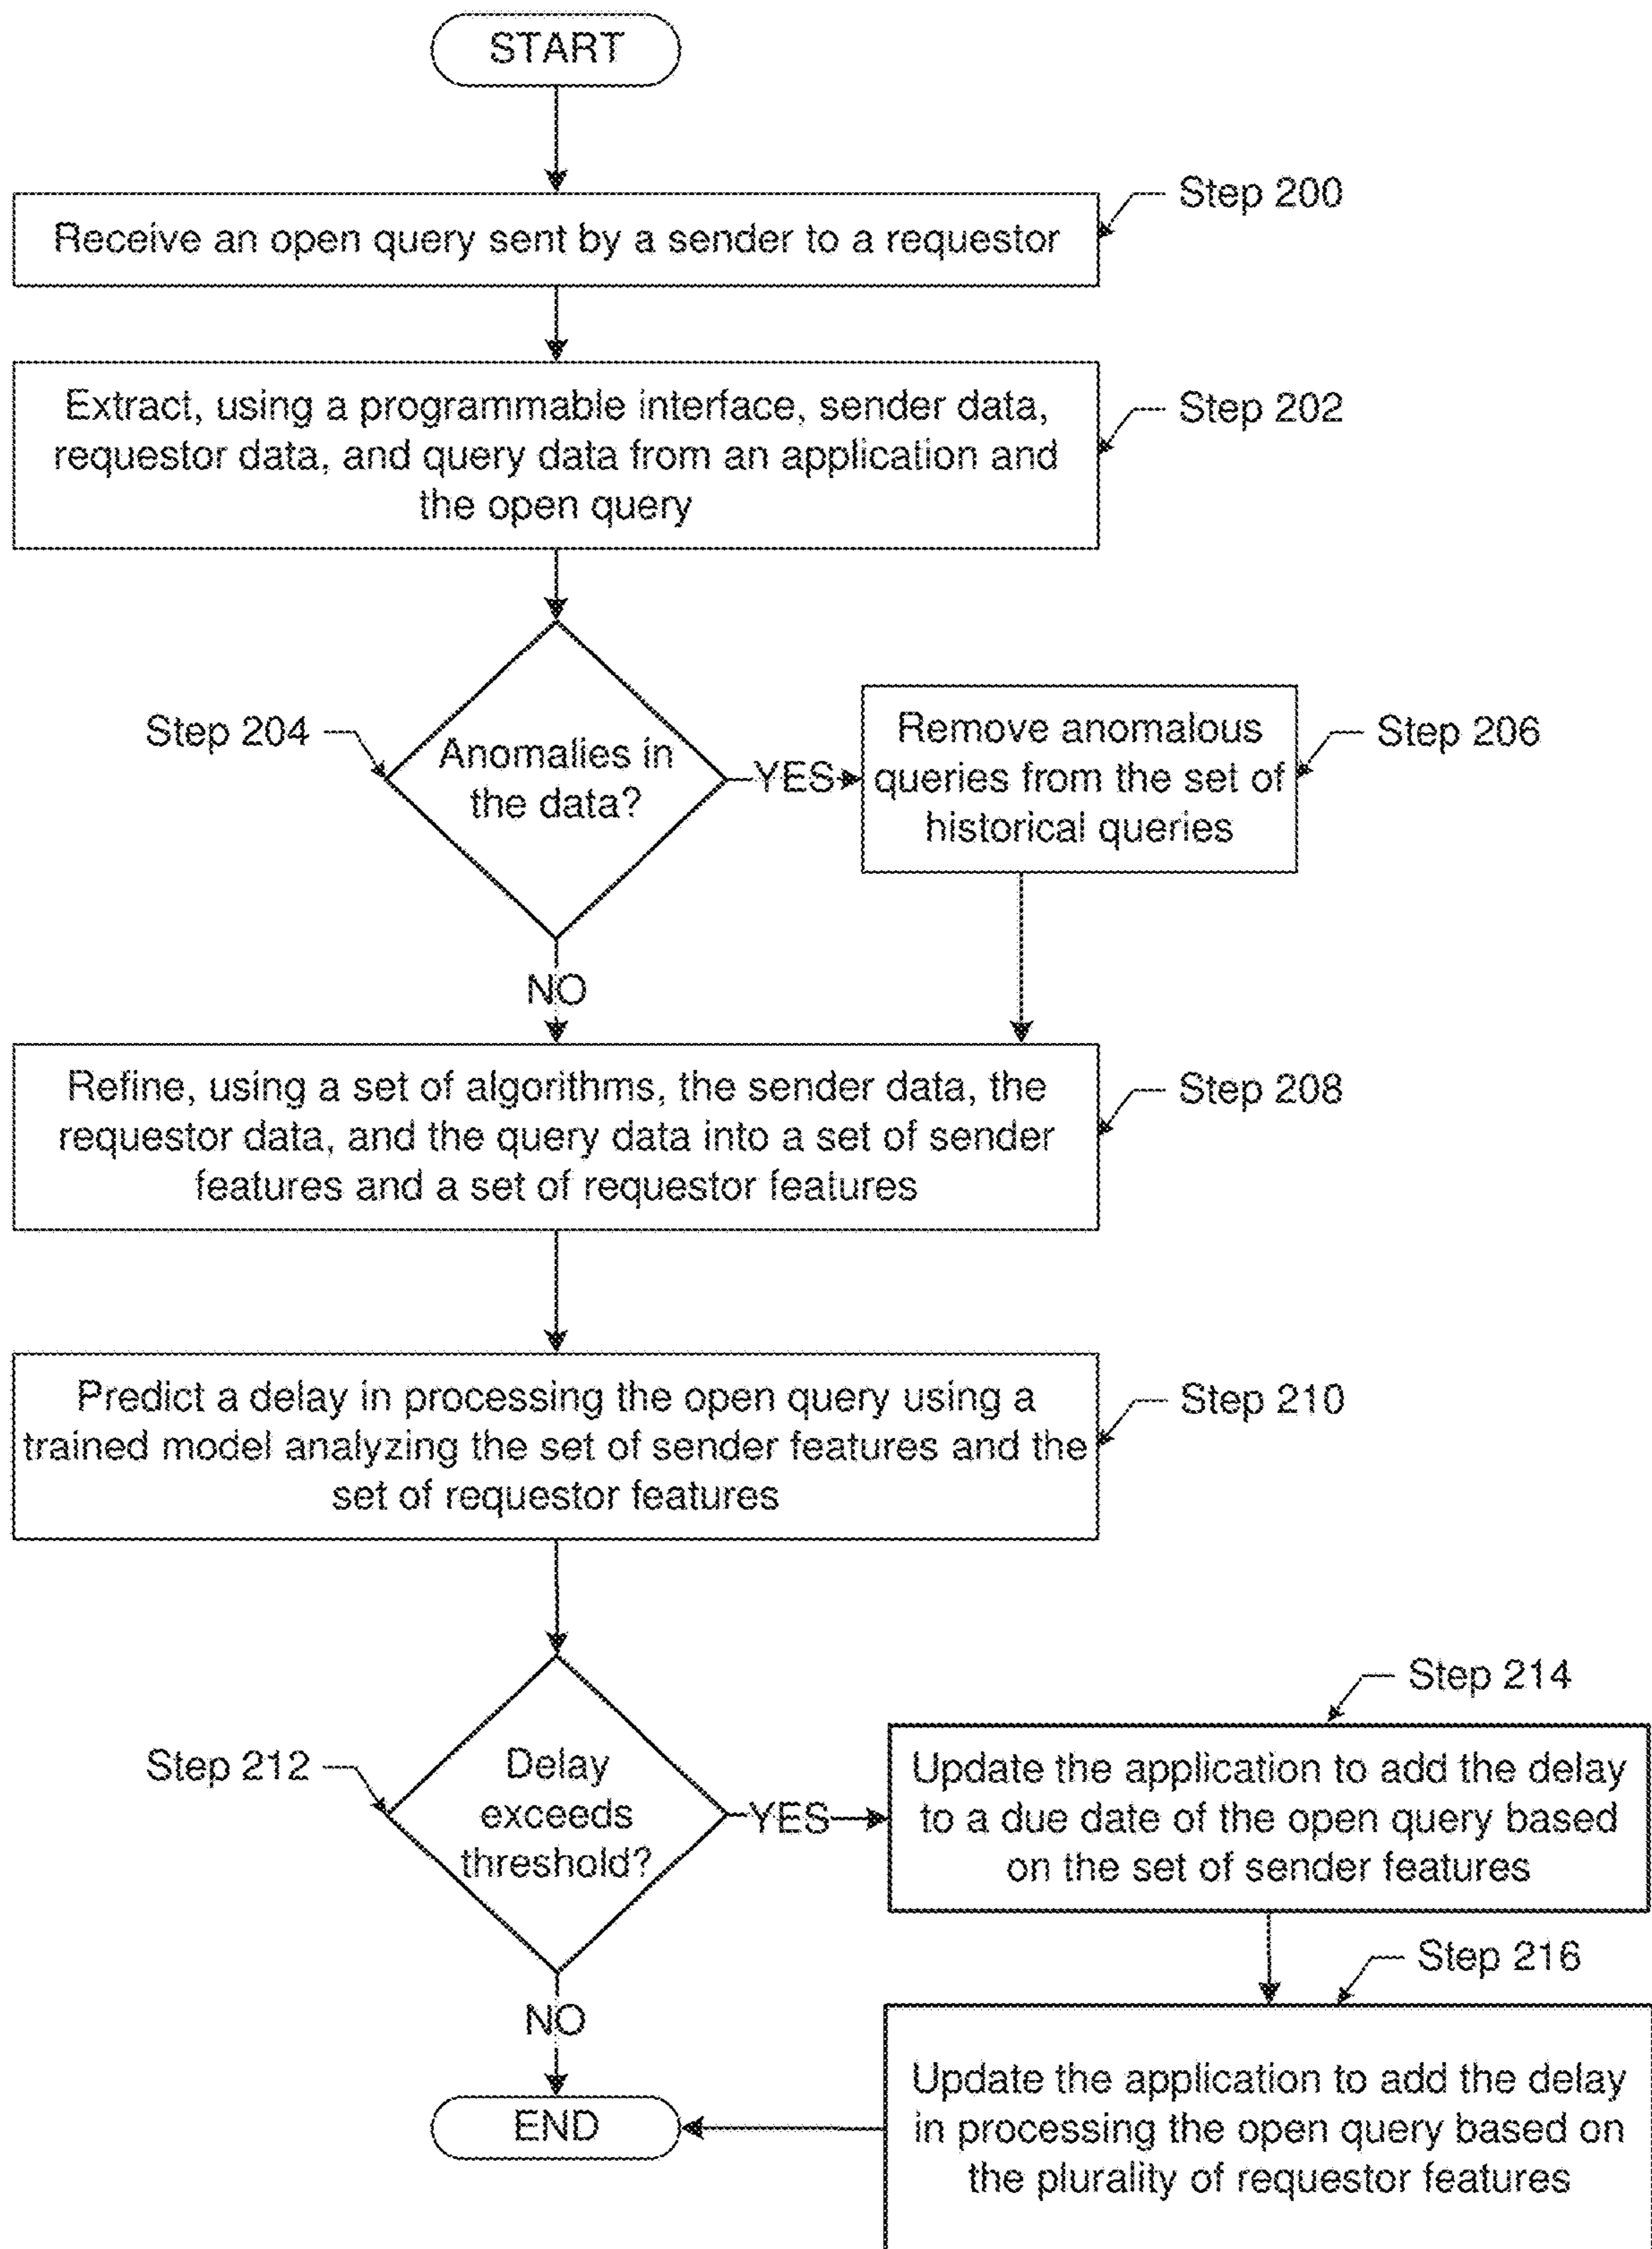 START
Step 200
Receive an open query sent by a sender to a requestor
Extract, using a programmable interface, sender data,
requestor data, and query data from an application and
the open query
Step 202
Step 204
Anomalies in
the data?
YES
Remove anomalous
queries from the set of
historical queries
Step 206
NO
Refine, using a set of algorithms, the sender data, the
requestor data, and the query data into a set of sender
features and a set of requestor features
Step 208
Predict a delay in processing the open query using a
trained model analyzing the set of sender features and the
set of requestor features
Step 210
Step 212
Delay
exceeds
threshold?
YES
Step 214
Update the application to add the delay
to a due date of the open query based
on the set of sender features
Step 216
Update the application to add the delay
in processing the open query based on
the plurality of requestor features
NO
END